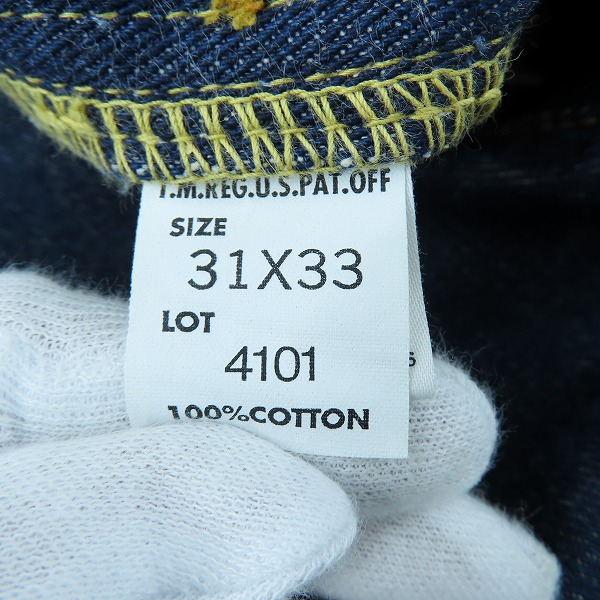 T.M.REG.U.S.PAT.OFF
SIZE
31X33
LOT
4101
100%COTTON